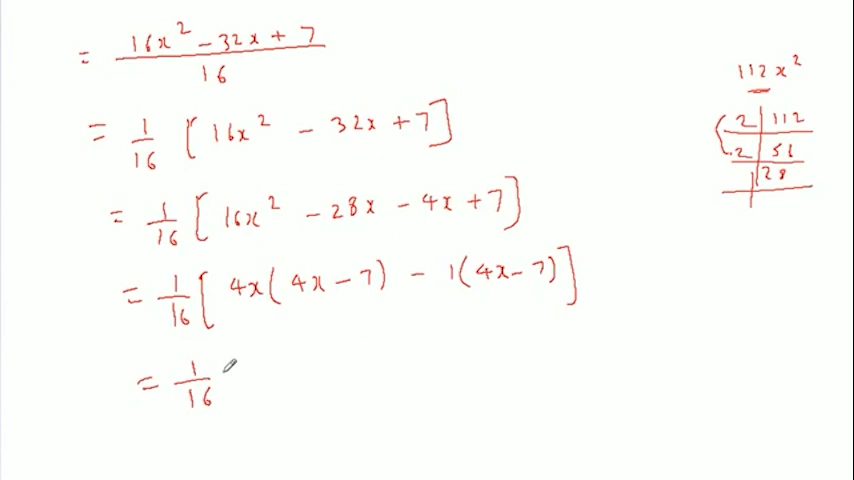 = 16x² - 32x + 7 / 16
= 1/16 [16x² - 32x + 7]
= 1/16 [16x² - 28x - 4x + 7]
= 1/16 [4x(4x - 7) - 1(4x - 7)]
= 1/16
112x²
2 | 112
2 | 56
28